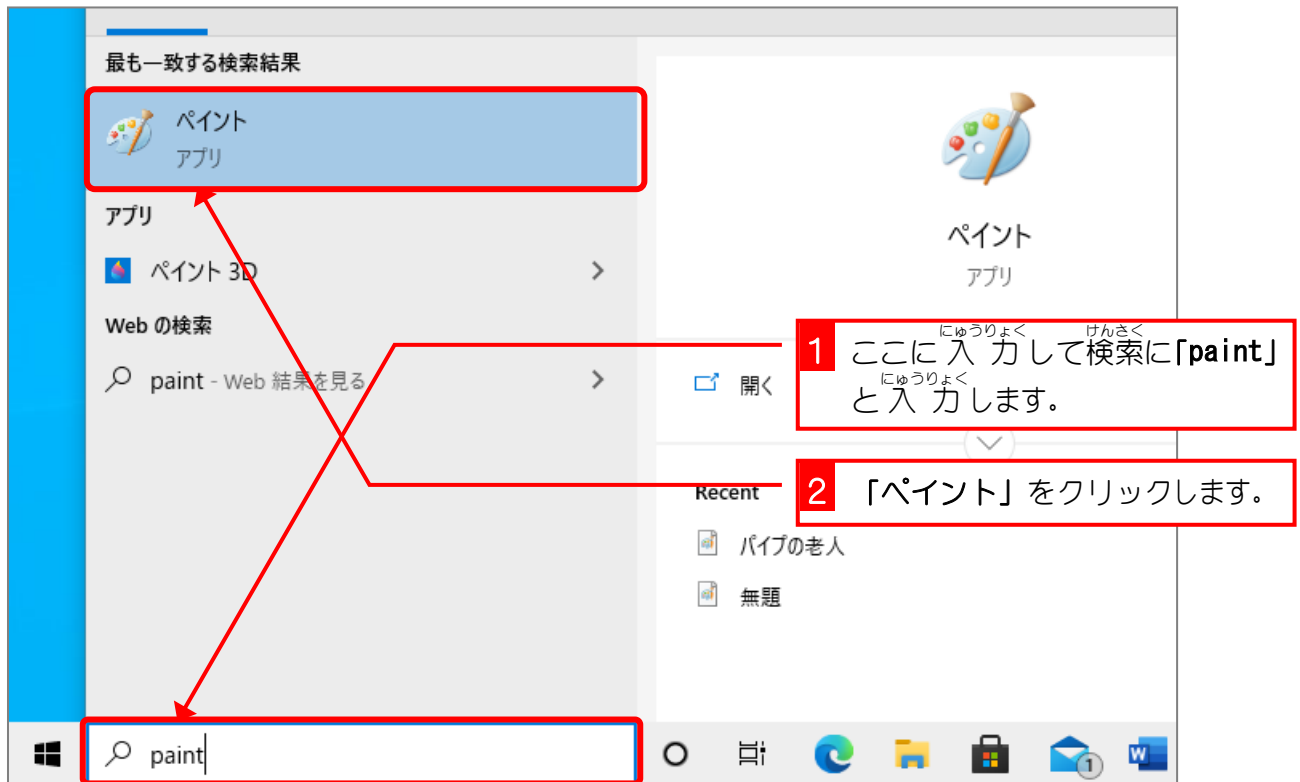 最も一致する検索結果
ペイント
アプリ
アプリ
ペイント 3D
Web の検索
paint - Web 結果を見る
paint
ペイント
アプリ
開く
Recent
パイプの老人
無題
1 ここに入力して検索に「paint」
と入力します。
にゅうりょく けんさく
にゅうりょく
2 「ペイント」をクリックします。
1
W